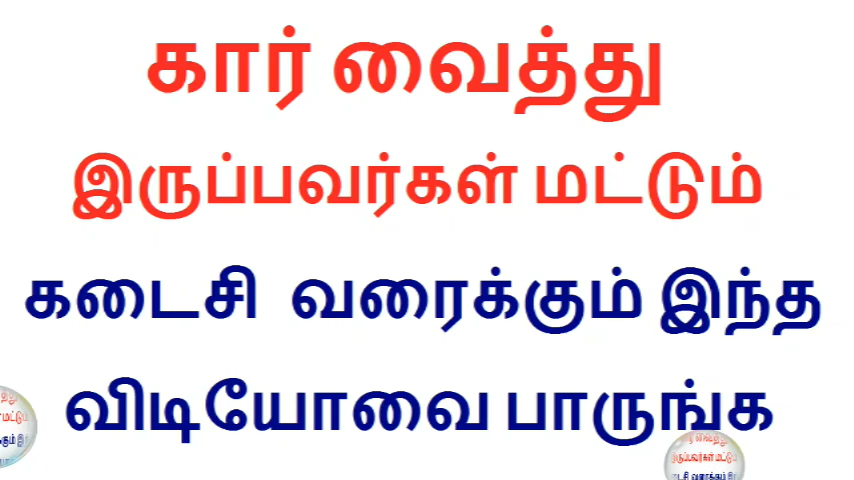 கார் வைத்து
இருப்பவர்கள் மட்டும்
கடைசி வரைக்கும் இந்த
விடியோவை பாருங்க